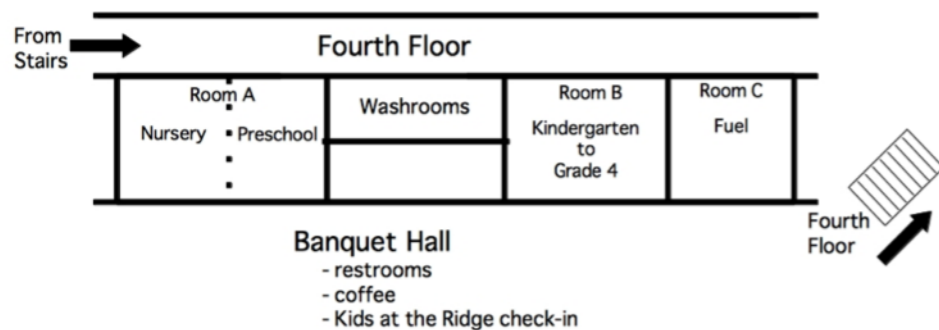 From
Stairs
Fourth Floor
Room A
Nursery
Preschool
Washrooms
Room B
Kindergarten
to
Grade 4
Room C
Fuel
Fourth
Floor
Banquet Hall
- restrooms
- coffee
- Kids at the Ridge check-in